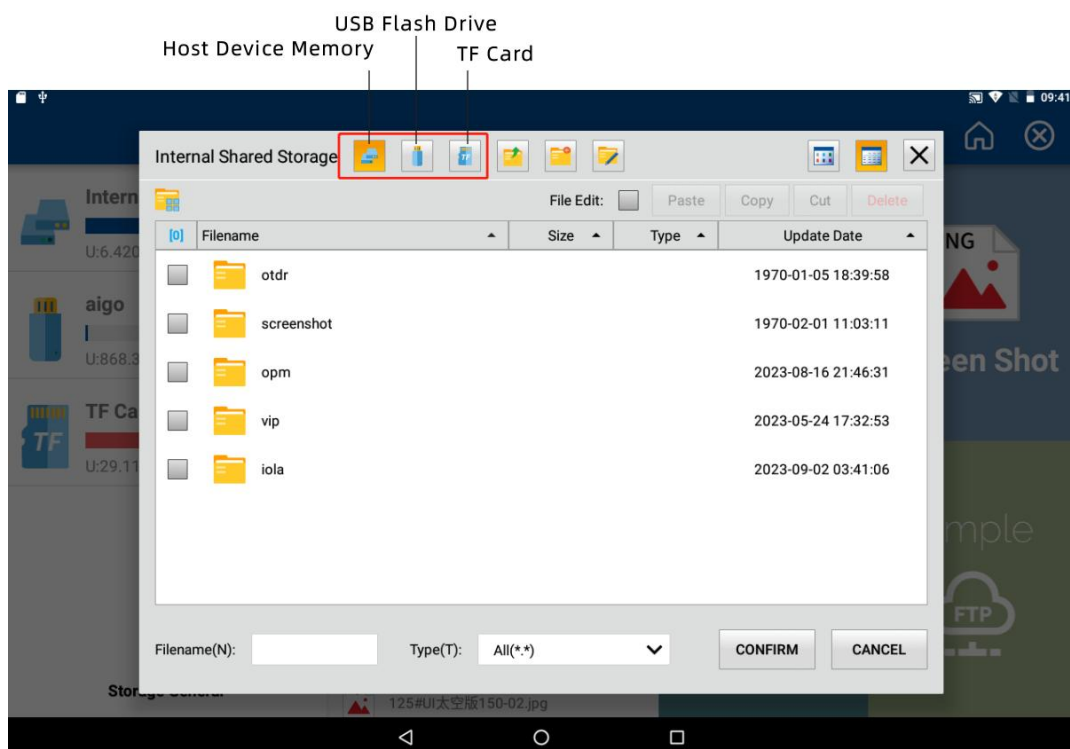 USB Flash Drive
Host Device Memory
TF Card
09:41
Internal Shared Storage
TF
File Edit:
Paste
Copy
Cut
Delete
[0]
Filename
Size
Type
Update Date
otdr
1970-01-05 18:39:58
screenshot
1970-02-01 11:03:11
opm
2023-08-16 21:46:31
vip
2023-05-24 17:32:53
iola
2023-09-02 03:41:06
Filename(N):
Type(T):
All(*.*)
CONFIRM
CANCEL
Intern
U:6.420
aigo
U:868.3
TF Ca
TF
U:29.11
NG
een Shot
mple
FTP
125#UI太空版150-02.jpg